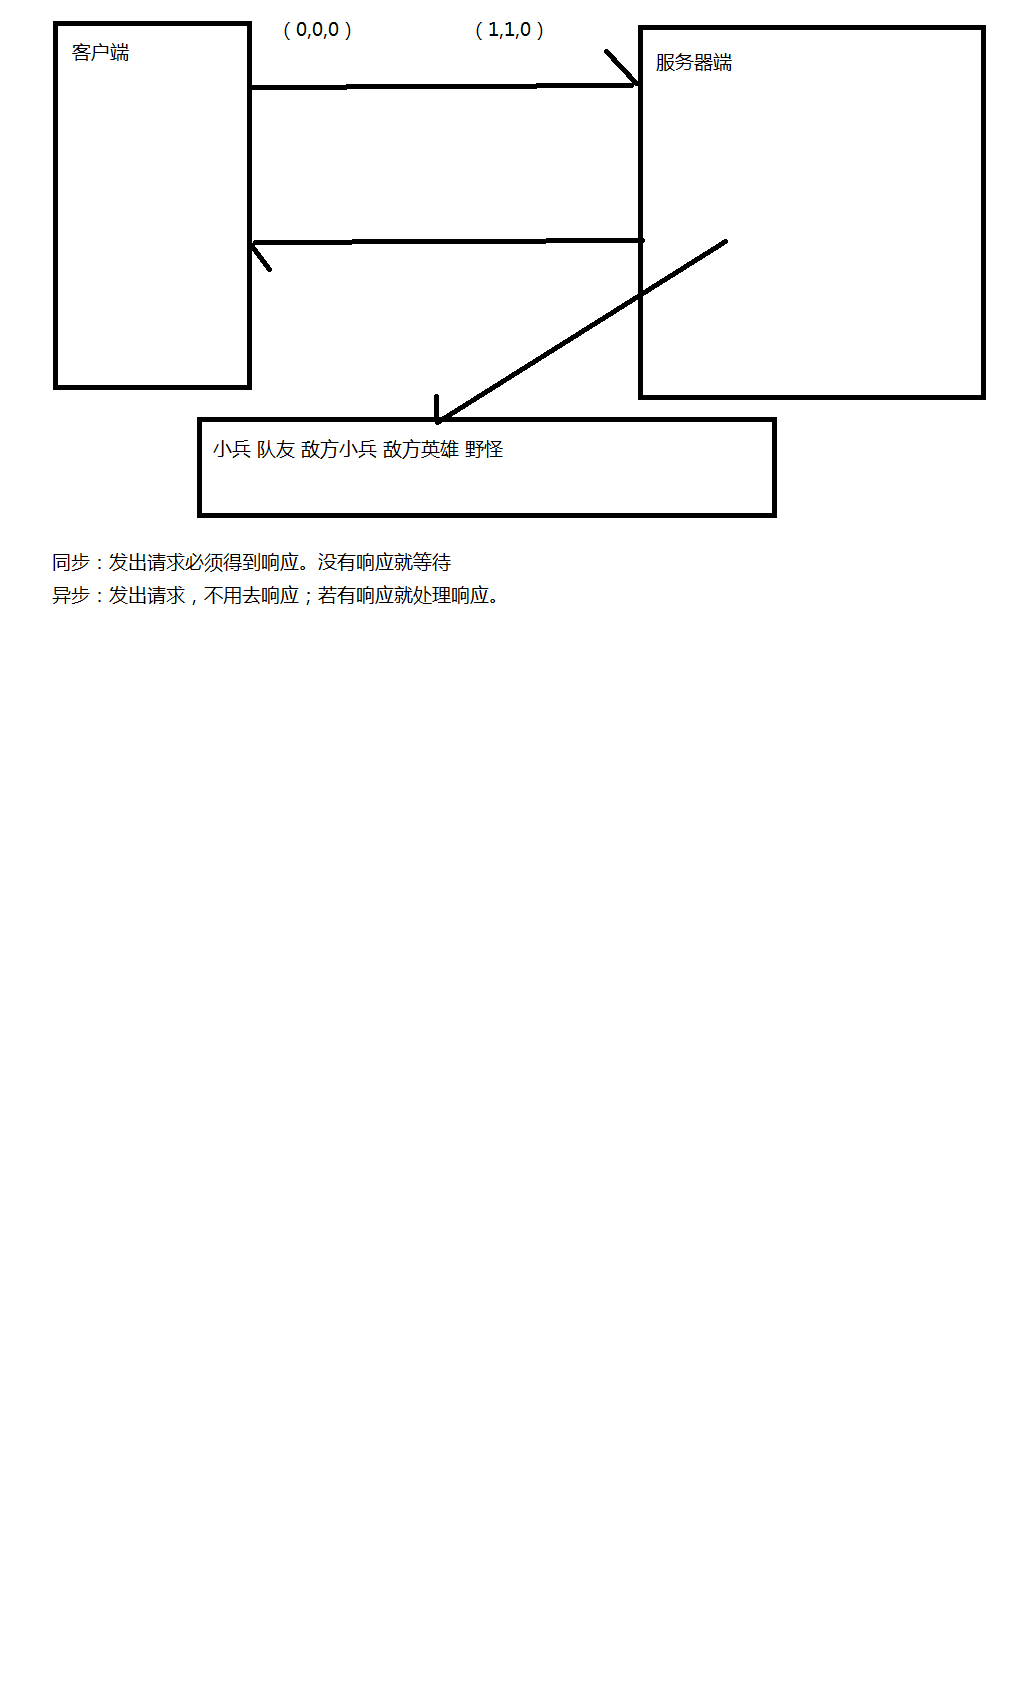 客户端
（0,0,0） （1,1,0）
服务器端
小兵 队友 敌方小兵 敌方英雄 野怪
同步：发出请求必须得到响应。没有响应就等待
异步：发出请求，不用去响应；若有响应就处理响应。